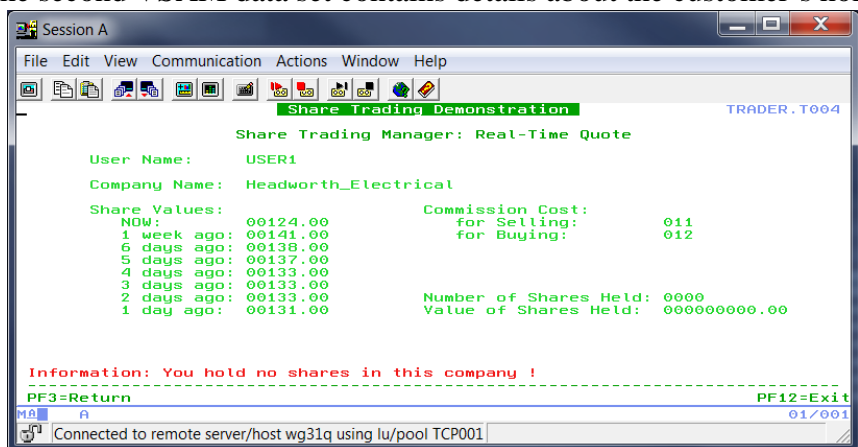 he second VSAM data set contains details about the customer's
Session A
File Edit View Communication Actions Window Help
Share Trading Demonstration TRADER.T004
Share Trading Manager: Real-Time Quote
User Name: USER1
Company Name: Headworth_Electrical
Share Values: Commission Cost:
NOW: 00124.00 for Selling: 011
1 week ago: 00141.00 for Buying: 012
6 days ago: 00138.00
5 days ago: 00137.00
4 days ago: 00133.00
3 days ago: 00133.00
2 days ago: 00133.00 Number of Shares Held: 0000
1 day ago: 00131.00 Value of Shares Held: 000000000.00
Information: You hold no shares in this company !
PF3=Return PF12=Exit
MA A 01/001
Connected to remote server/host wg31q using lu/pool TCP001